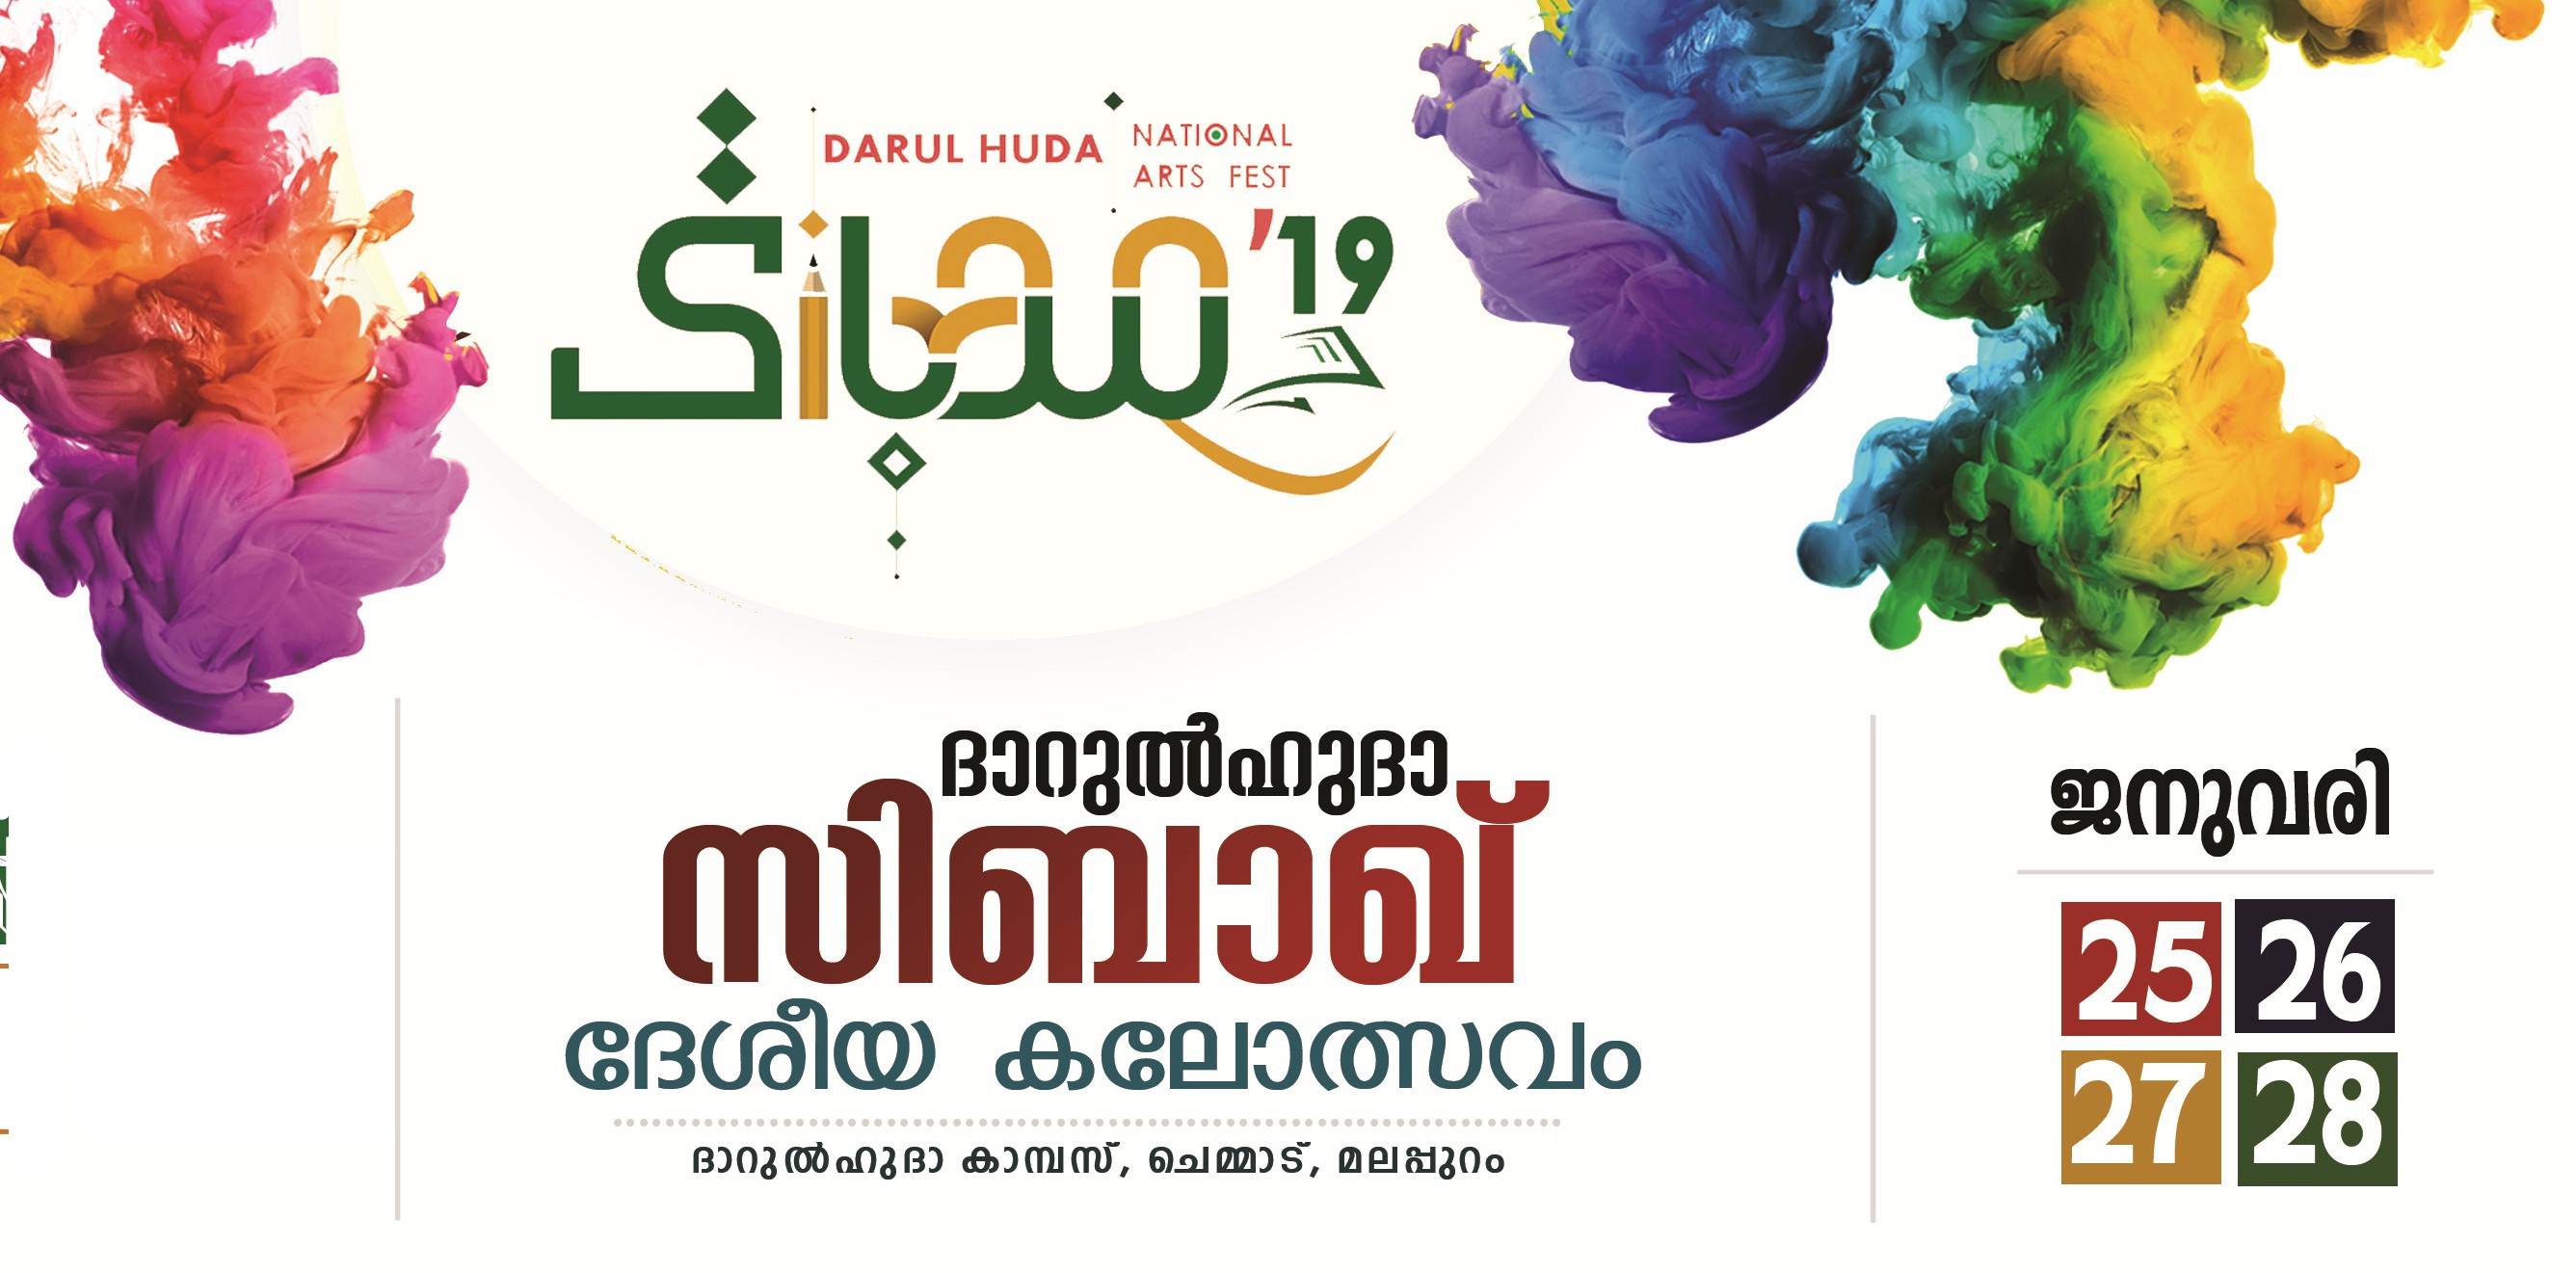 DARUL HUDA
NATIONAL
ARTS FEST
سباق
'19
ദാറുൽഹുദാ
സിബാഖ്
ദേശീയ കലോത്സവം
ദാറുൽഹുദാ കാമ്പസ്, ചെമ്മാട്, മലപ്പുറം
ജനുവരി
25 26
27 28